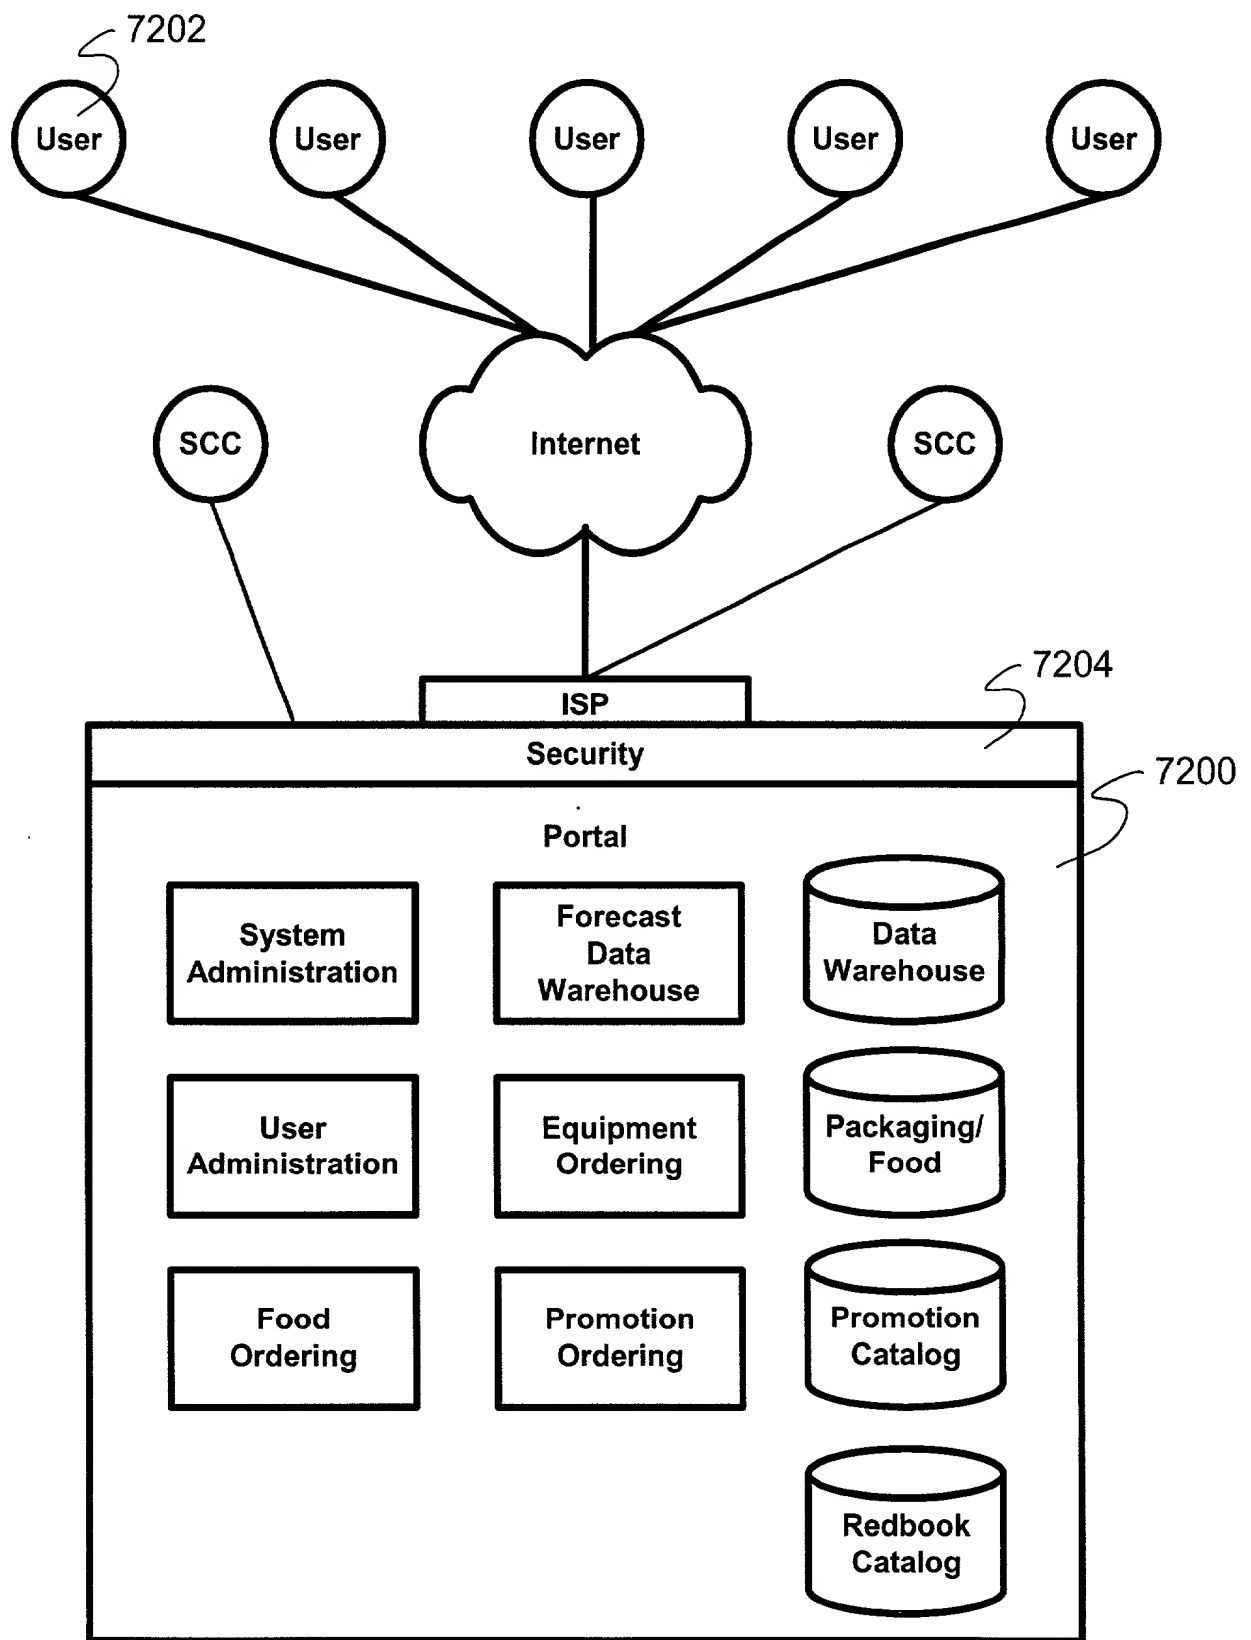 7202
User
User
User
User
User
SCC
Internet
SCC
7204
ISP
Security
7200
Portal
System
Administration
Forecast
Data
Warehouse
Data
Warehouse
User
Administration
Equipment
Ordering
Packaging/
Food
Food
Ordering
Promotion
Ordering
Promotion
Catalog
Redbook
Catalog